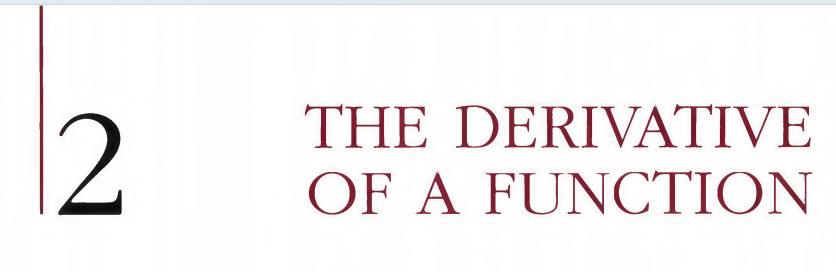 2
THE DERIVATIVE
OF A FUNCTION